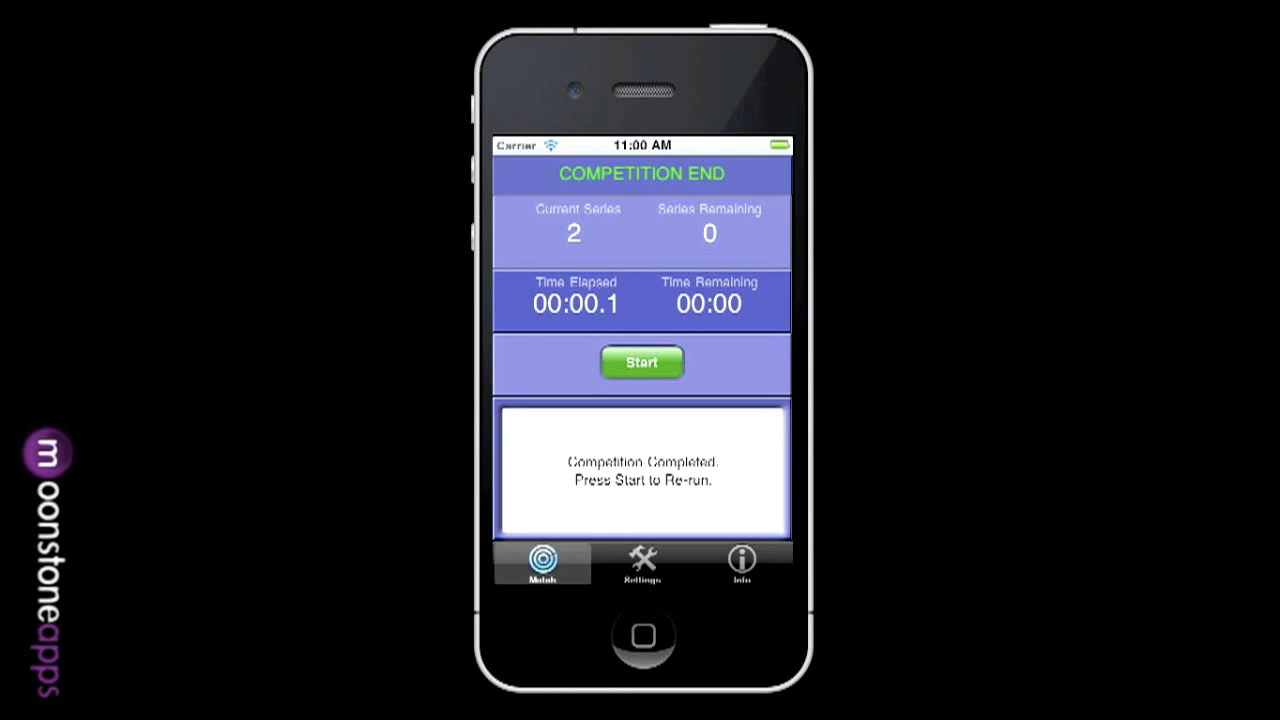 Carrier 11:00 AM
COMPETITION END
Current Series Series Remaining
2 0
Time Elapsed Time Remaining
00:00.1 00:00
Start
Competition Completed.
Press Start to Re-run.
Match Settings Info
moonstoneapps